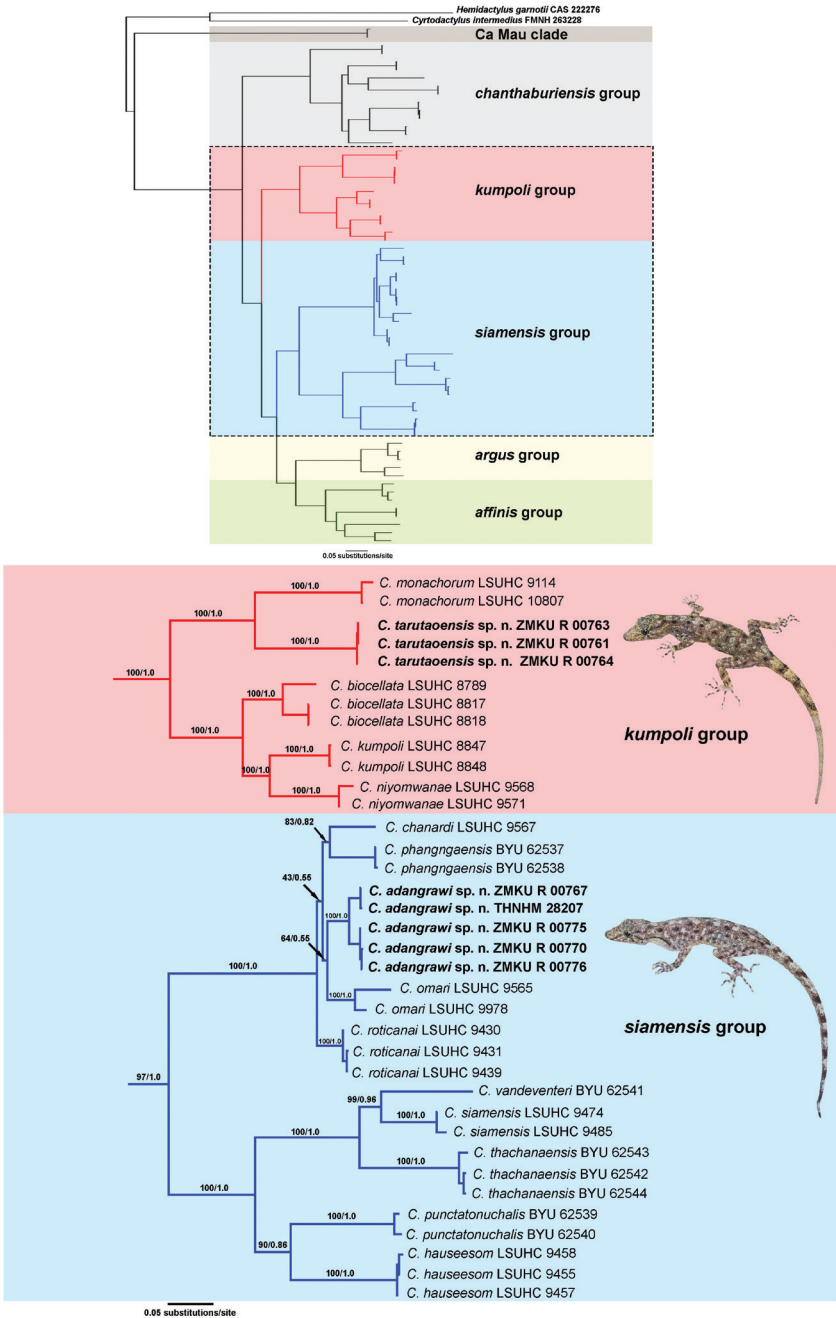 Hemidactylus garnotii CAS 222276
Cyrtodactylus intermedius FMNH 263228
Ca Mau clade
chanthaburiensis group
kumpoli group
siamensis group
argus group
affinis group
0.05 substitutions/site
100/1.0
C. monachorum LSUHC 9114
C. monachorum LSUHC 10807
100/1.0
C. tarutaoensis sp. n. ZMKU R 00763
100/1.0
C. tarutaoensis sp. n. ZMKU R 00761
C. tarutaoensis sp. n. ZMKU R 00764
100/1.0
C. biocellata LSUHC 8789
100/1.0
C. biocellata LSUHC 8817
C. biocellata LSUHC 8818
100/1.0
kumpoli group
C. kumpoli LSUHC 8847
100/1.0
C. kumpoli LSUHC 8848
100/1.0
C. niyomwanae LSUHC 9568
100/1.0
C. niyomwanae LSUHC 9571
83/0.82
C. chanardi LSUHC 9567
C. phangngaensis BYU 62537
C. phangngaensis BYU 62538
43/0.55
C. adangrawi sp. n. ZMKU R 00767
100/1.0
C. adangrawi sp. n. THNHM 28207
C. adangrawi sp. n. ZMKU R 00775
64/0.55
C. adangrawi sp. n. ZMKU R 00770
C. adangrawi sp. n. ZMKU R 00776
100/1.0
C. omari LSUHC 9565
100/1.0
C. omari LSUHC 9978
siamensis group
C. roticanai LSUHC 9430
100/1.0
C. roticanai LSUHC 9431
C. roticanai LSUHC 9439
97/1.0
C. vandeventeri BYU 62541
99/0.96
C. siamensis LSUHC 9474
100/1.0
C. siamensis LSUHC 9485
100/1.0
C. thachanaensis BYU 62543
100/1.0
C. thachanaensis BYU 62542
C. thachanaensis BYU 62544
100/1.0
C. punctatonuchalis BYU 62539
100/1.0
C. punctatonuchalis BYU 62540
90/0.86
C. hauseesom LSUHC 9458
100/1.0
C. hauseesom LSUHC 9455
C. hauseesom LSUHC 9457
0.05 substitutions/site